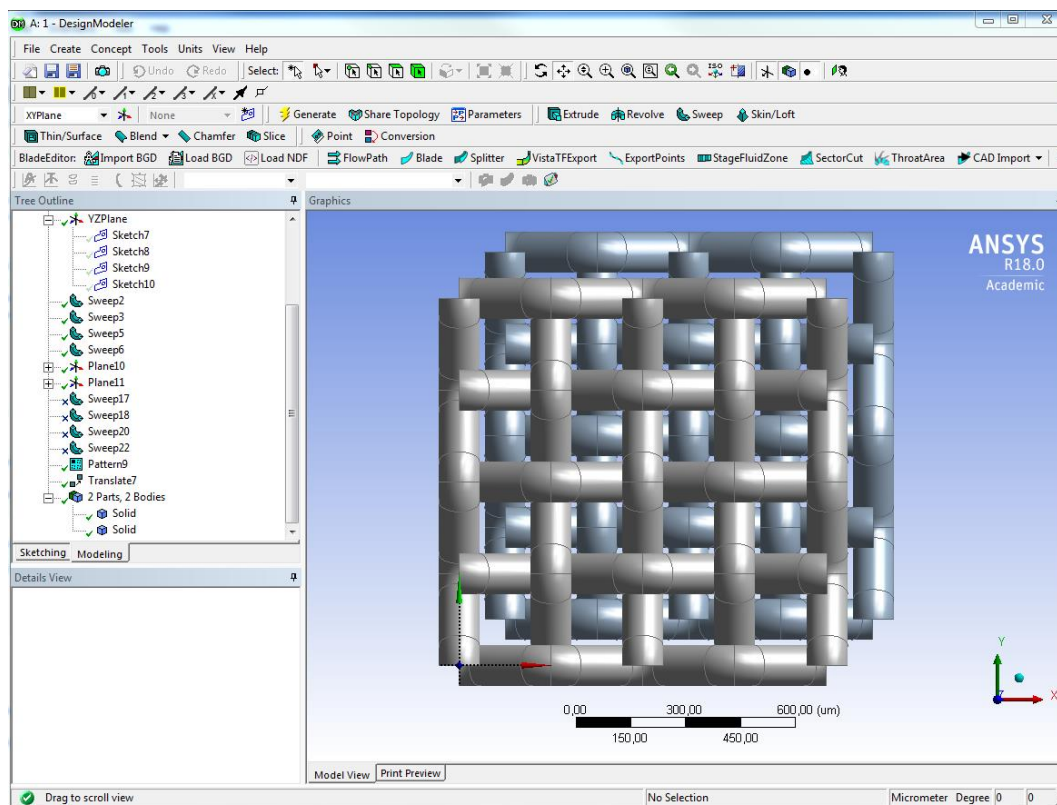 A: 1 - DesignModeler
File Create Concept Tools Units View Help
Undo Redo Select: ISO
XYPlane None Generate Share Topology Parameters Extrude Revolve Sweep Skin/Loft
Thin/Surface Blend Chamfer Slice Point Conversion
BladeEditor: Import BGD Load BGD Load NDF FlowPath Blade Splitter VistaTFExport ExportPoints StageFluidZone SectorCut ThroatArea CAD Import
Tree Outline
YZPlane
Sketch7
Sketch8
Sketch9
Sketch10
Sweep2
Sweep3
Sweep5
Sweep6
Plane10
Plane11
Sweep17
Sweep18
Sweep20
Sweep22
Pattern9
Translate7
2 Parts, 2 Bodies
Solid
Solid
Sketching Modeling
Details View
Graphics
ANSYS
R18.0
Academic
Y
X
Z
0,00 300,00 600,00 (um)
150,00 450,00
Model View Print Preview
Drag to scroll view No Selection Micrometer Degree 0 0